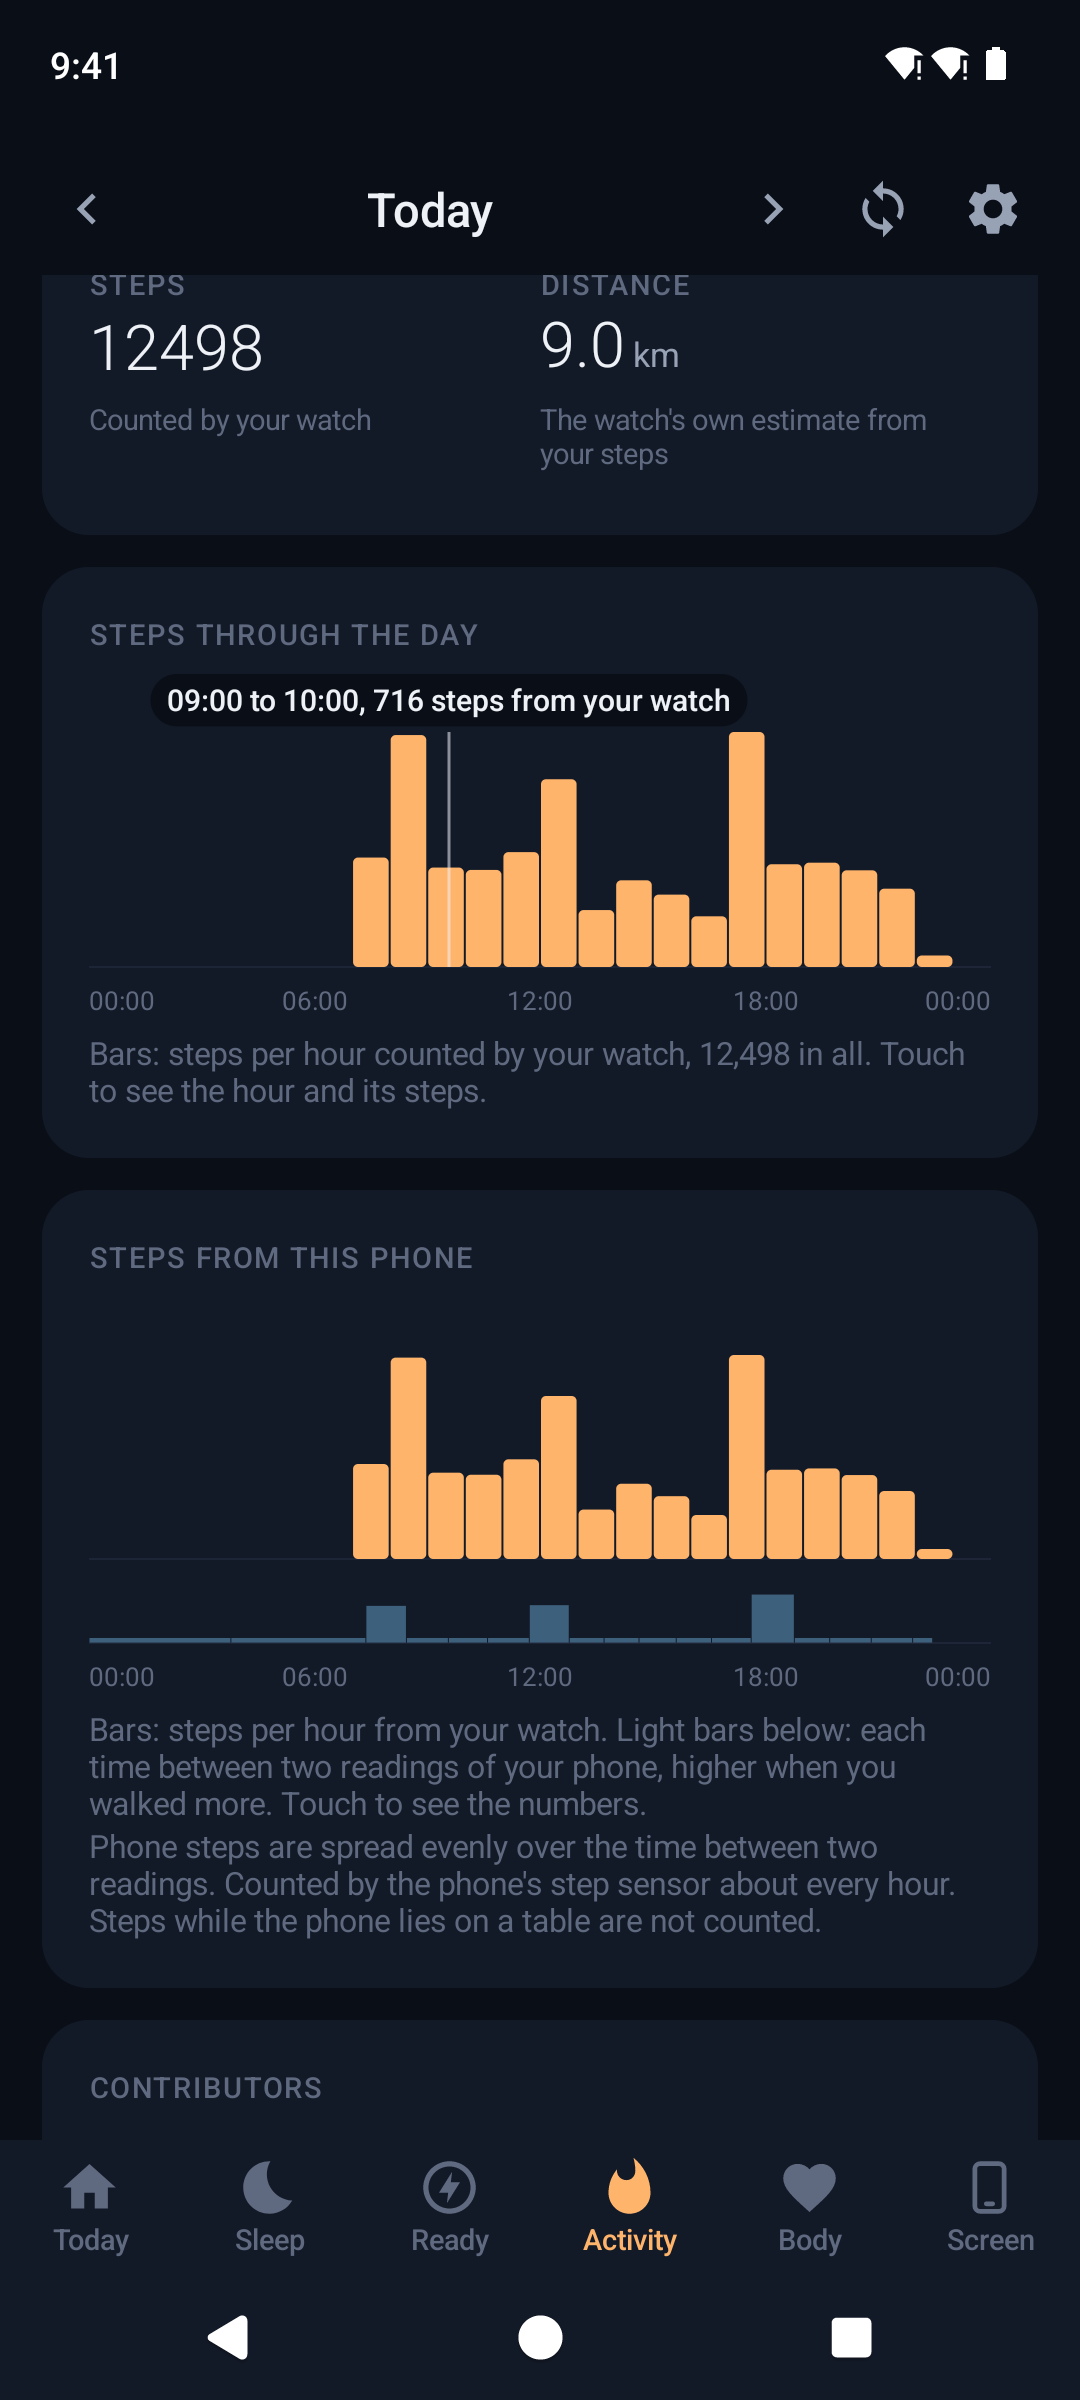 9:41
Today
STEPS
DISTANCE
12498
9.0 km
Counted by your watch
The watch's own estimate from
your steps
STEPS THROUGH THE DAY
09:00 to 10:00, 716 steps from your watch
00:00 06:00 12:00 18:00 00:00
Bars: steps per hour counted by your watch, 12,498 in all. Touch
to see the hour and its steps.
STEPS FROM THIS PHONE
00:00 06:00 12:00 18:00 00:00
Bars: steps per hour from your watch. Light bars below: each
time between two readings of your phone, higher when you
walked more. Touch to see the numbers.
Phone steps are spread evenly over the time between two
readings. Counted by the phone's step sensor about every hour.
Steps while the phone lies on a table are not counted.
CONTRIBUTORS
Today Sleep Ready Activity Body Screen